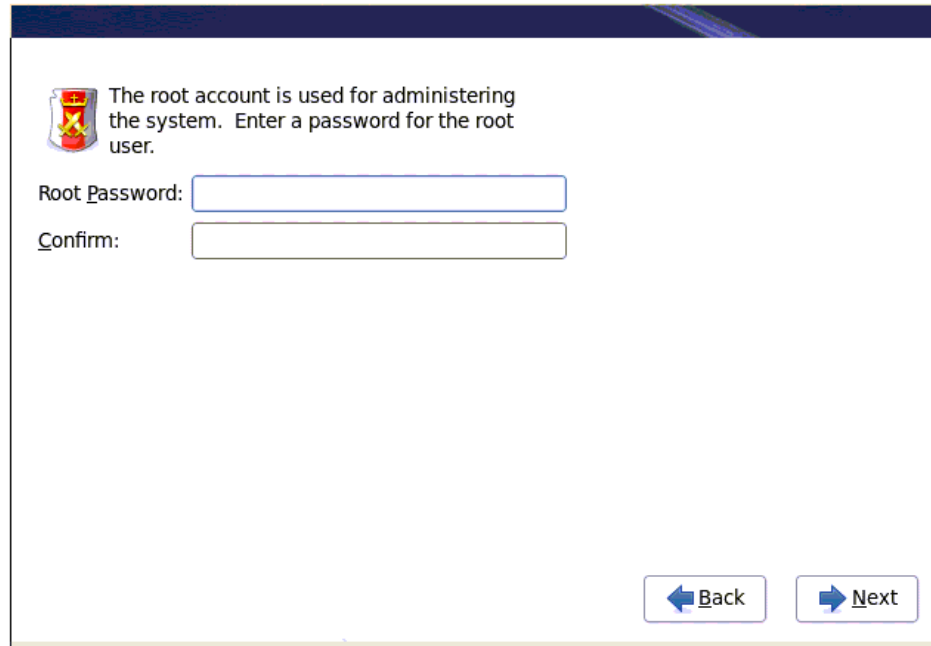 The root account is used for administering
the system.  Enter a password for the root
user.
Root Password:
Confirm:
Back
Next